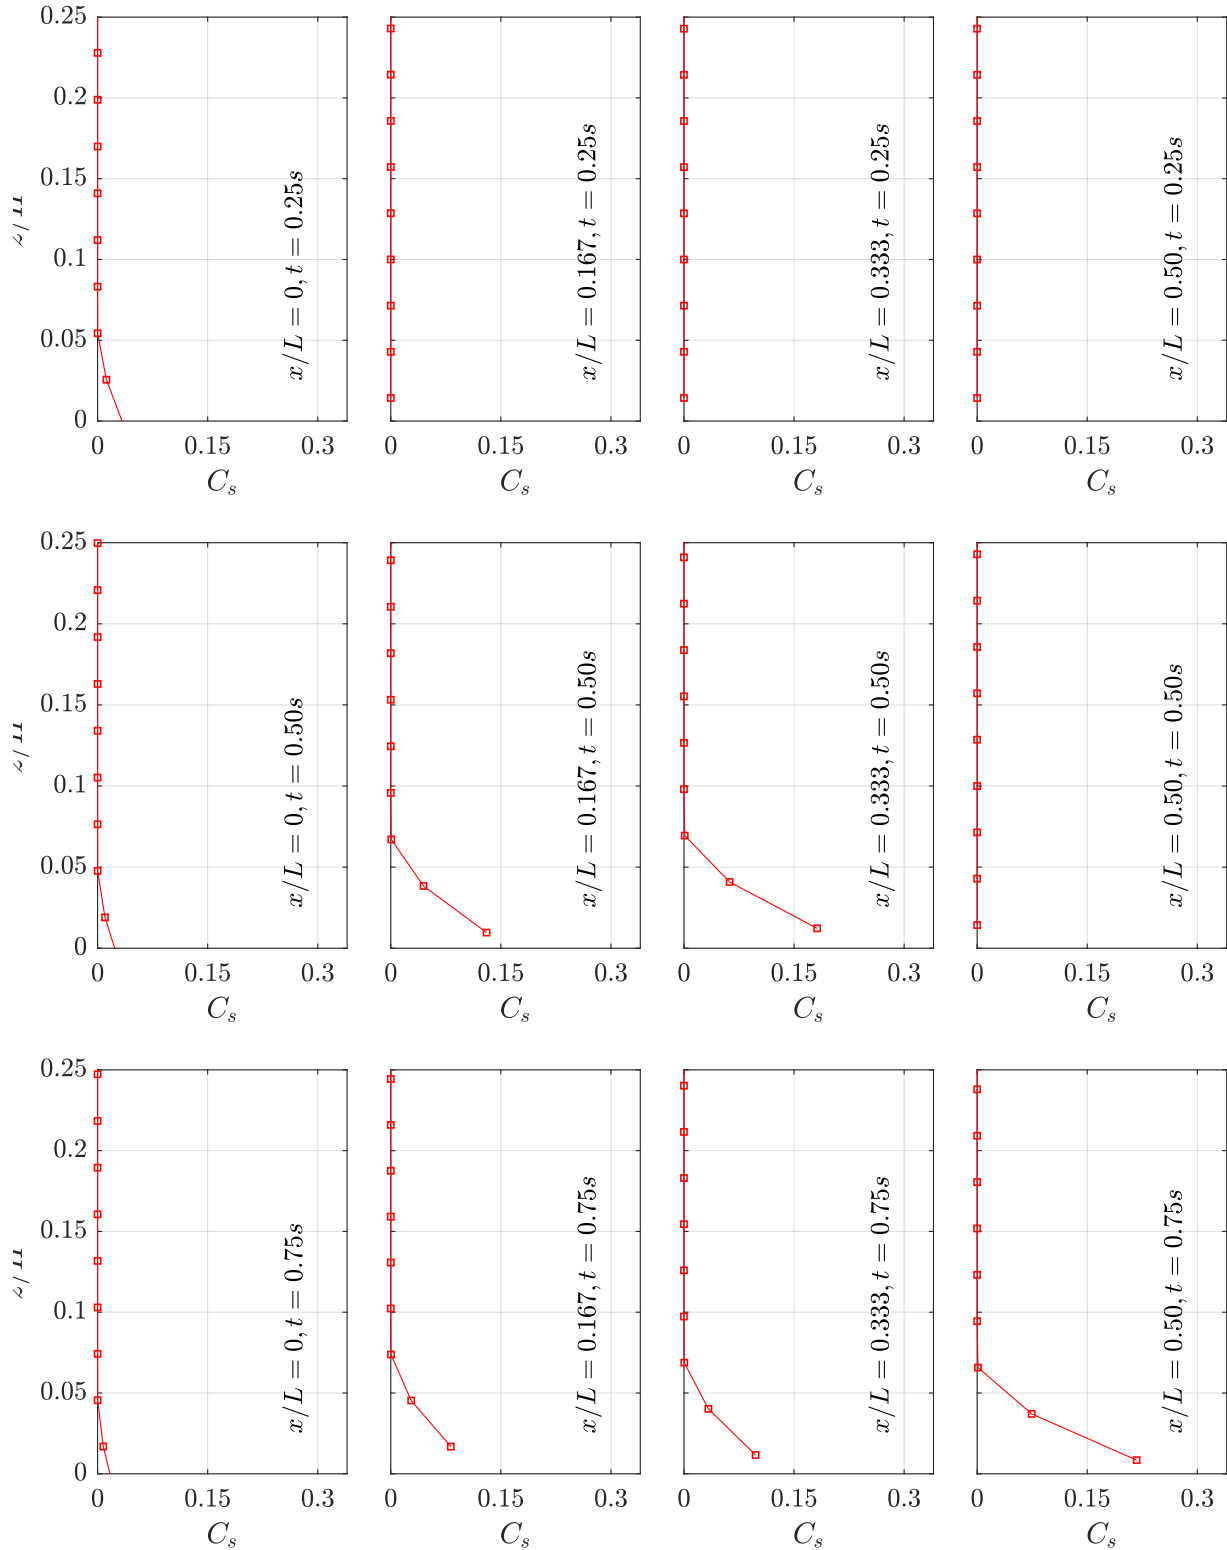 0.25
0.2
0.15
0.1
0.05
0
x/L = 0, t = 0.25s
x/L = 0.167, t = 0.25s
x/L = 0.333, t = 0.25s
x/L = 0.50, t = 0.25s
0 0.15 0.3 0 0.15 0.3 0 0.15 0.3 0 0.15 0.3
C_s C_s C_s C_s
0.25
0.2
0.15
0.1
0.05
0
x/L = 0, t = 0.50s
x/L = 0.167, t = 0.50s
x/L = 0.333, t = 0.50s
x/L = 0.50, t = 0.50s
0 0.15 0.3 0 0.15 0.3 0 0.15 0.3 0 0.15 0.3
C_s C_s C_s C_s
0.25
0.2
0.15
0.1
0.05
0
x/L = 0, t = 0.75s
x/L = 0.167, t = 0.75s
x/L = 0.333, t = 0.75s
x/L = 0.50, t = 0.75s
0 0.15 0.3 0 0.15 0.3 0 0.15 0.3 0 0.15 0.3
C_s C_s C_s C_s